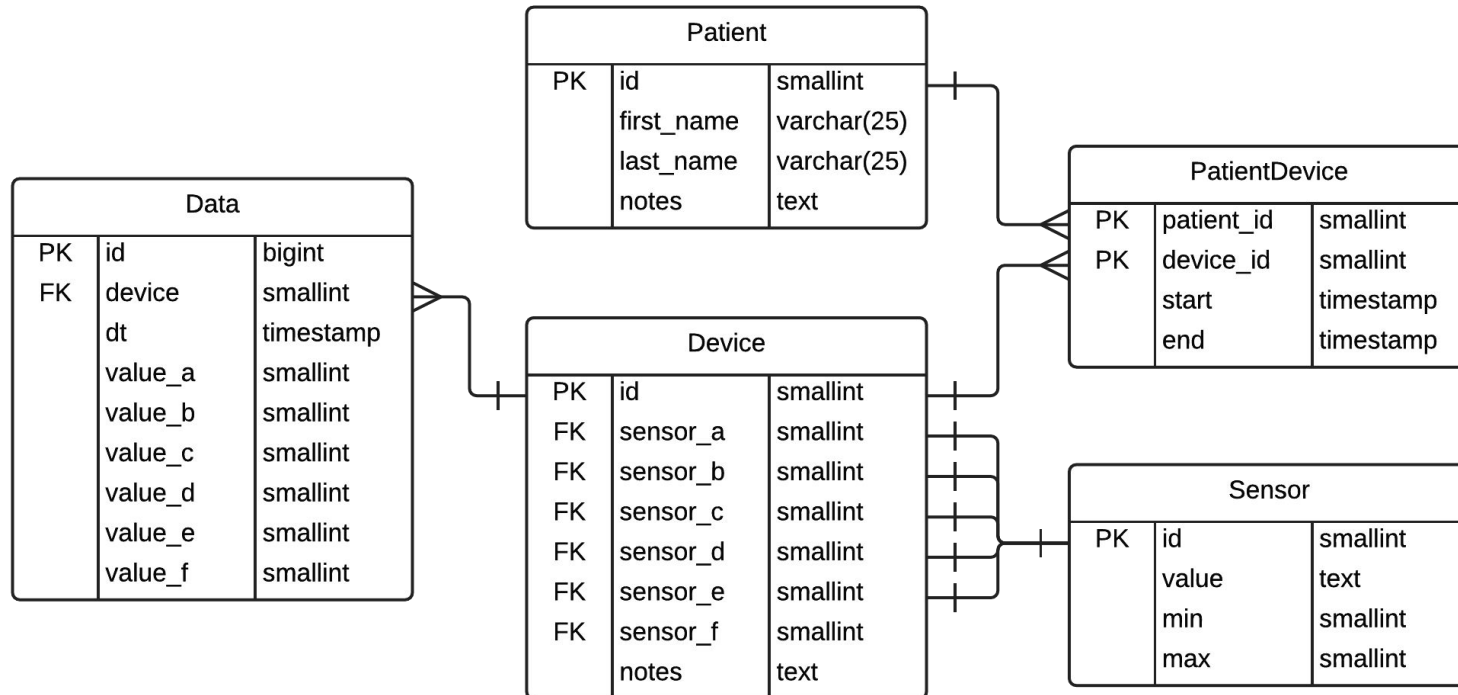 Patient
PK id smallint
first_name varchar(25)
last_name varchar(25)
notes text
Data
PK id bigint
FK device smallint
dt timestamp
value_a smallint
value_b smallint
value_c smallint
value_d smallint
value_e smallint
value_f smallint
Device
PK id smallint
FK sensor_a smallint
FK sensor_b smallint
FK sensor_c smallint
FK sensor_d smallint
FK sensor_e smallint
FK sensor_f smallint
notes text
PatientDevice
PK patient_id smallint
PK device_id smallint
start timestamp
end timestamp
Sensor
PK id smallint
value text
min smallint
max smallint